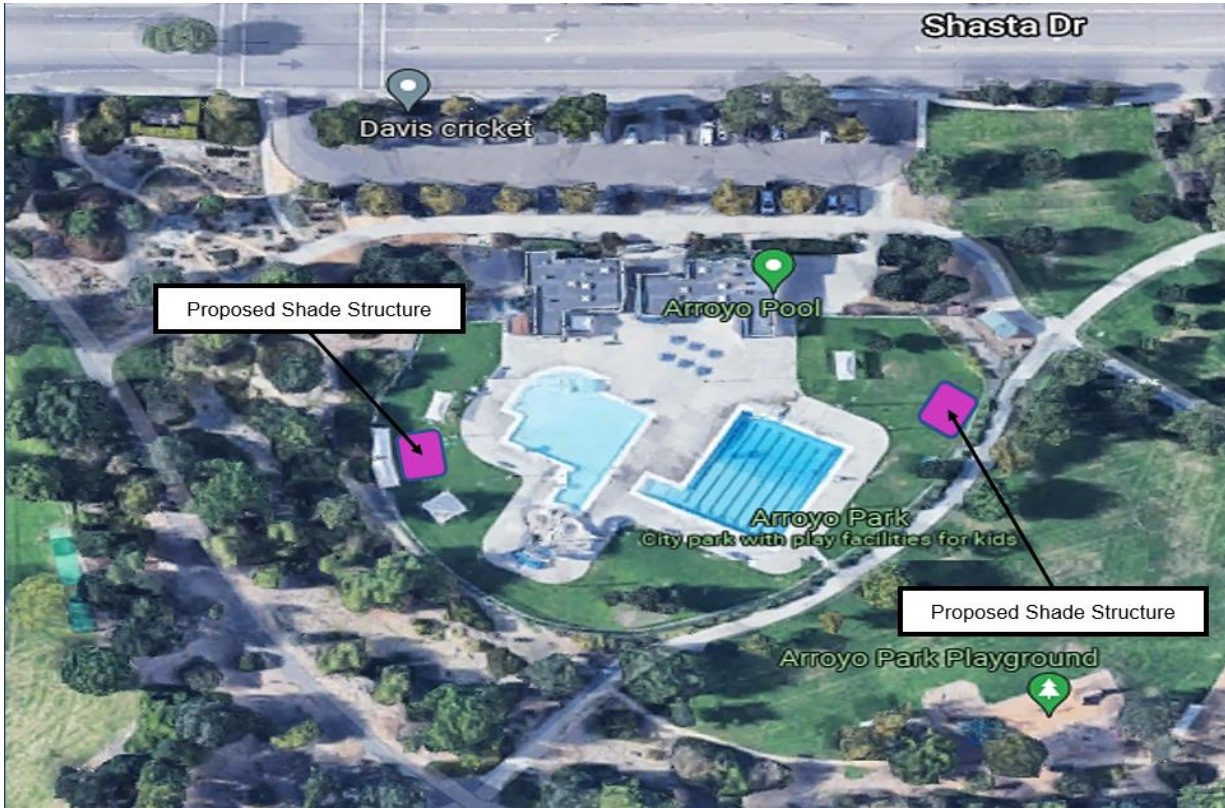 Shasta Dr
Davis cricket
Proposed Shade Structure
Arroyo Pool
Arroyo Park
City park with play facilities for kids
Proposed Shade Structure
Arroyo Park Playground